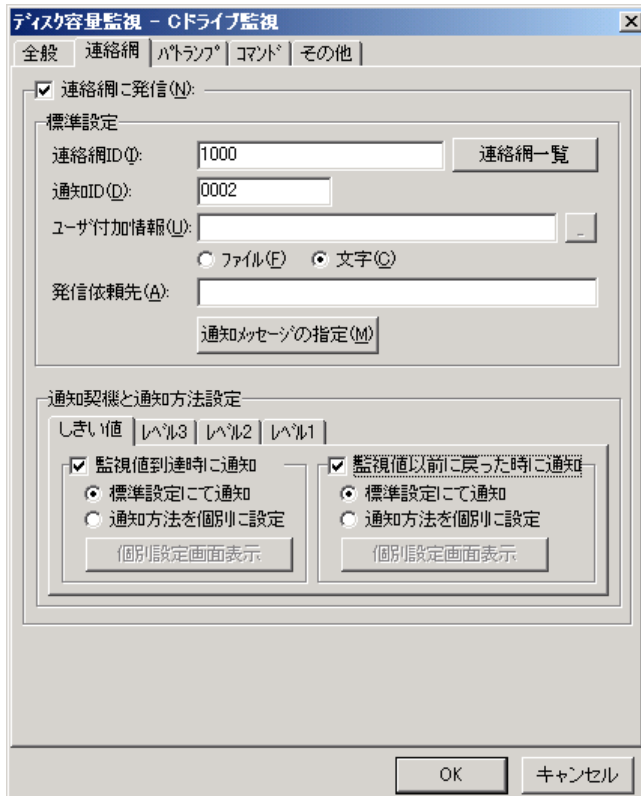 ディスク容量監視 - Cドライブ監視
全般 連絡網 パトランプ コマンド その他
連絡網に発信(N):
標準設定
連絡網ID(I): 1000 連絡網一覧
通知ID(D): 0002
ユーザ付加情報(U): _
ファイル(F) 文字(C)
発信依頼先(A):
通知メッセージの指定(M)
通知契機と通知方法設定
しきい値 レベル3 レベル2 レベル1
監視値到達時に通知 監視値以前に戻った時に通知
標準設定にて通知 標準設定にて通知
通知方法を個別に設定 通知方法を個別に設定
個別設定画面表示 個別設定画面表示
OK キャンセル